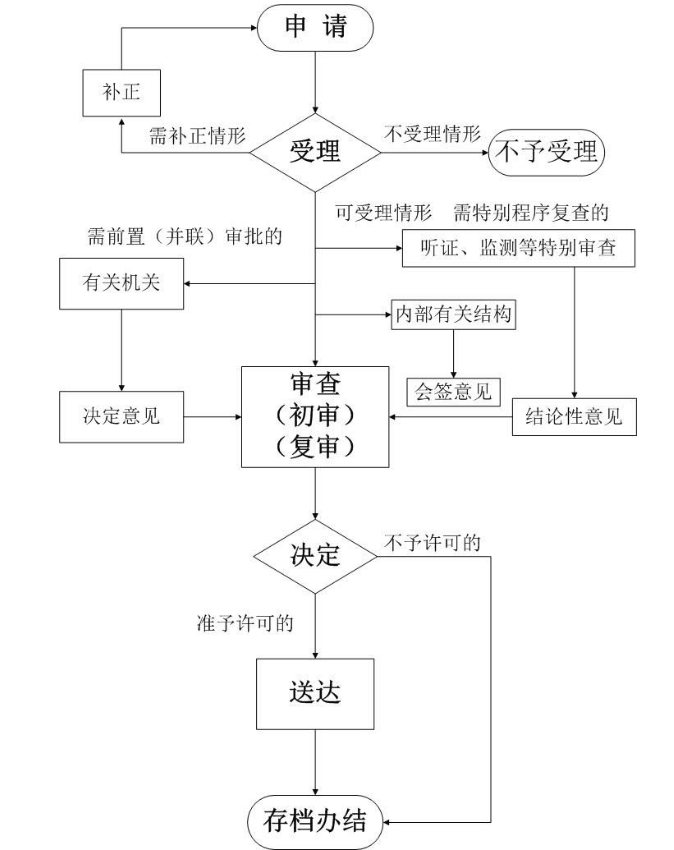 申 请
补正
需补正情形
受理
不受理情形
不予受理
可受理情形
需特别程序复查的
需前置（并联）审批的
听证、监测等特别审查
有关机关
内部有关结构
会签意见
决定意见
审查
（初审）
（复审）
结论性意见
决定
不予许可的
准予许可的
送达
存档办结